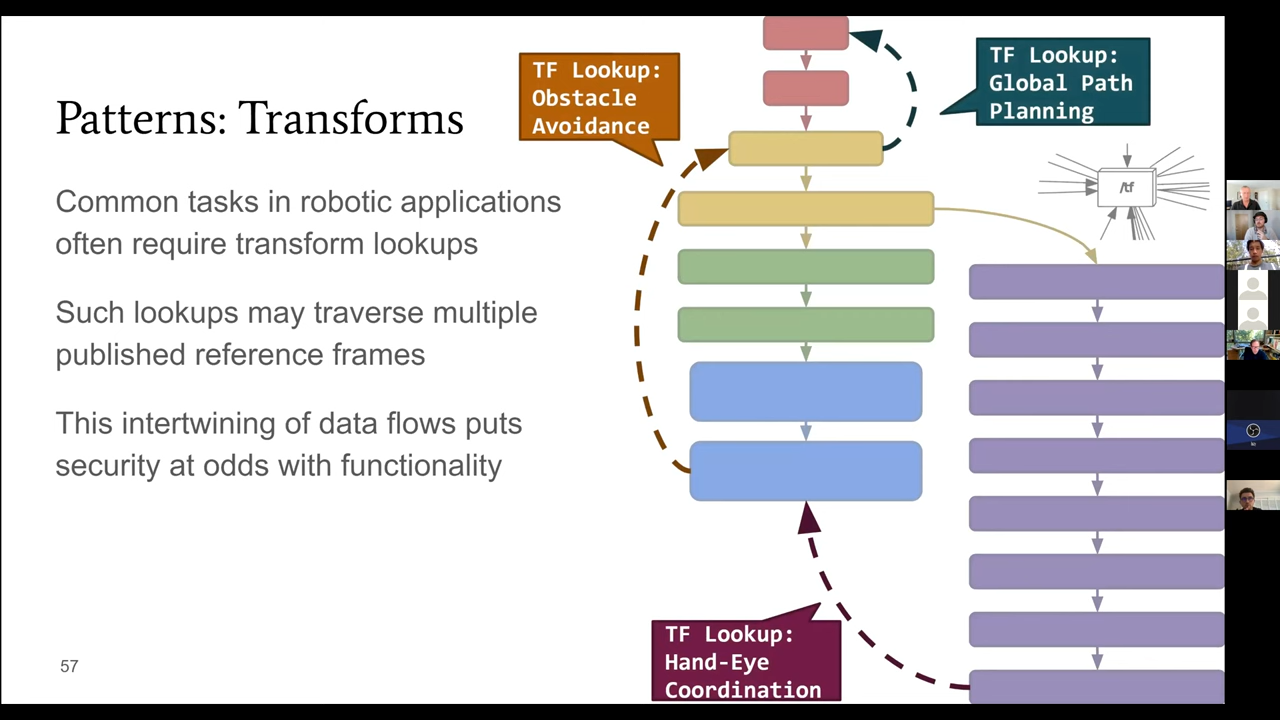 Patterns: Transforms
Common tasks in robotic applications
often require transform lookups
Such lookups may traverse multiple
published reference frames
This intertwining of data flows puts
security at odds with functionality
57
TF Lookup:
Obstacle
Avoidance
TF Lookup:
Global Path
Planning
/tf
TF Lookup:
Hand-Eye
Coordination